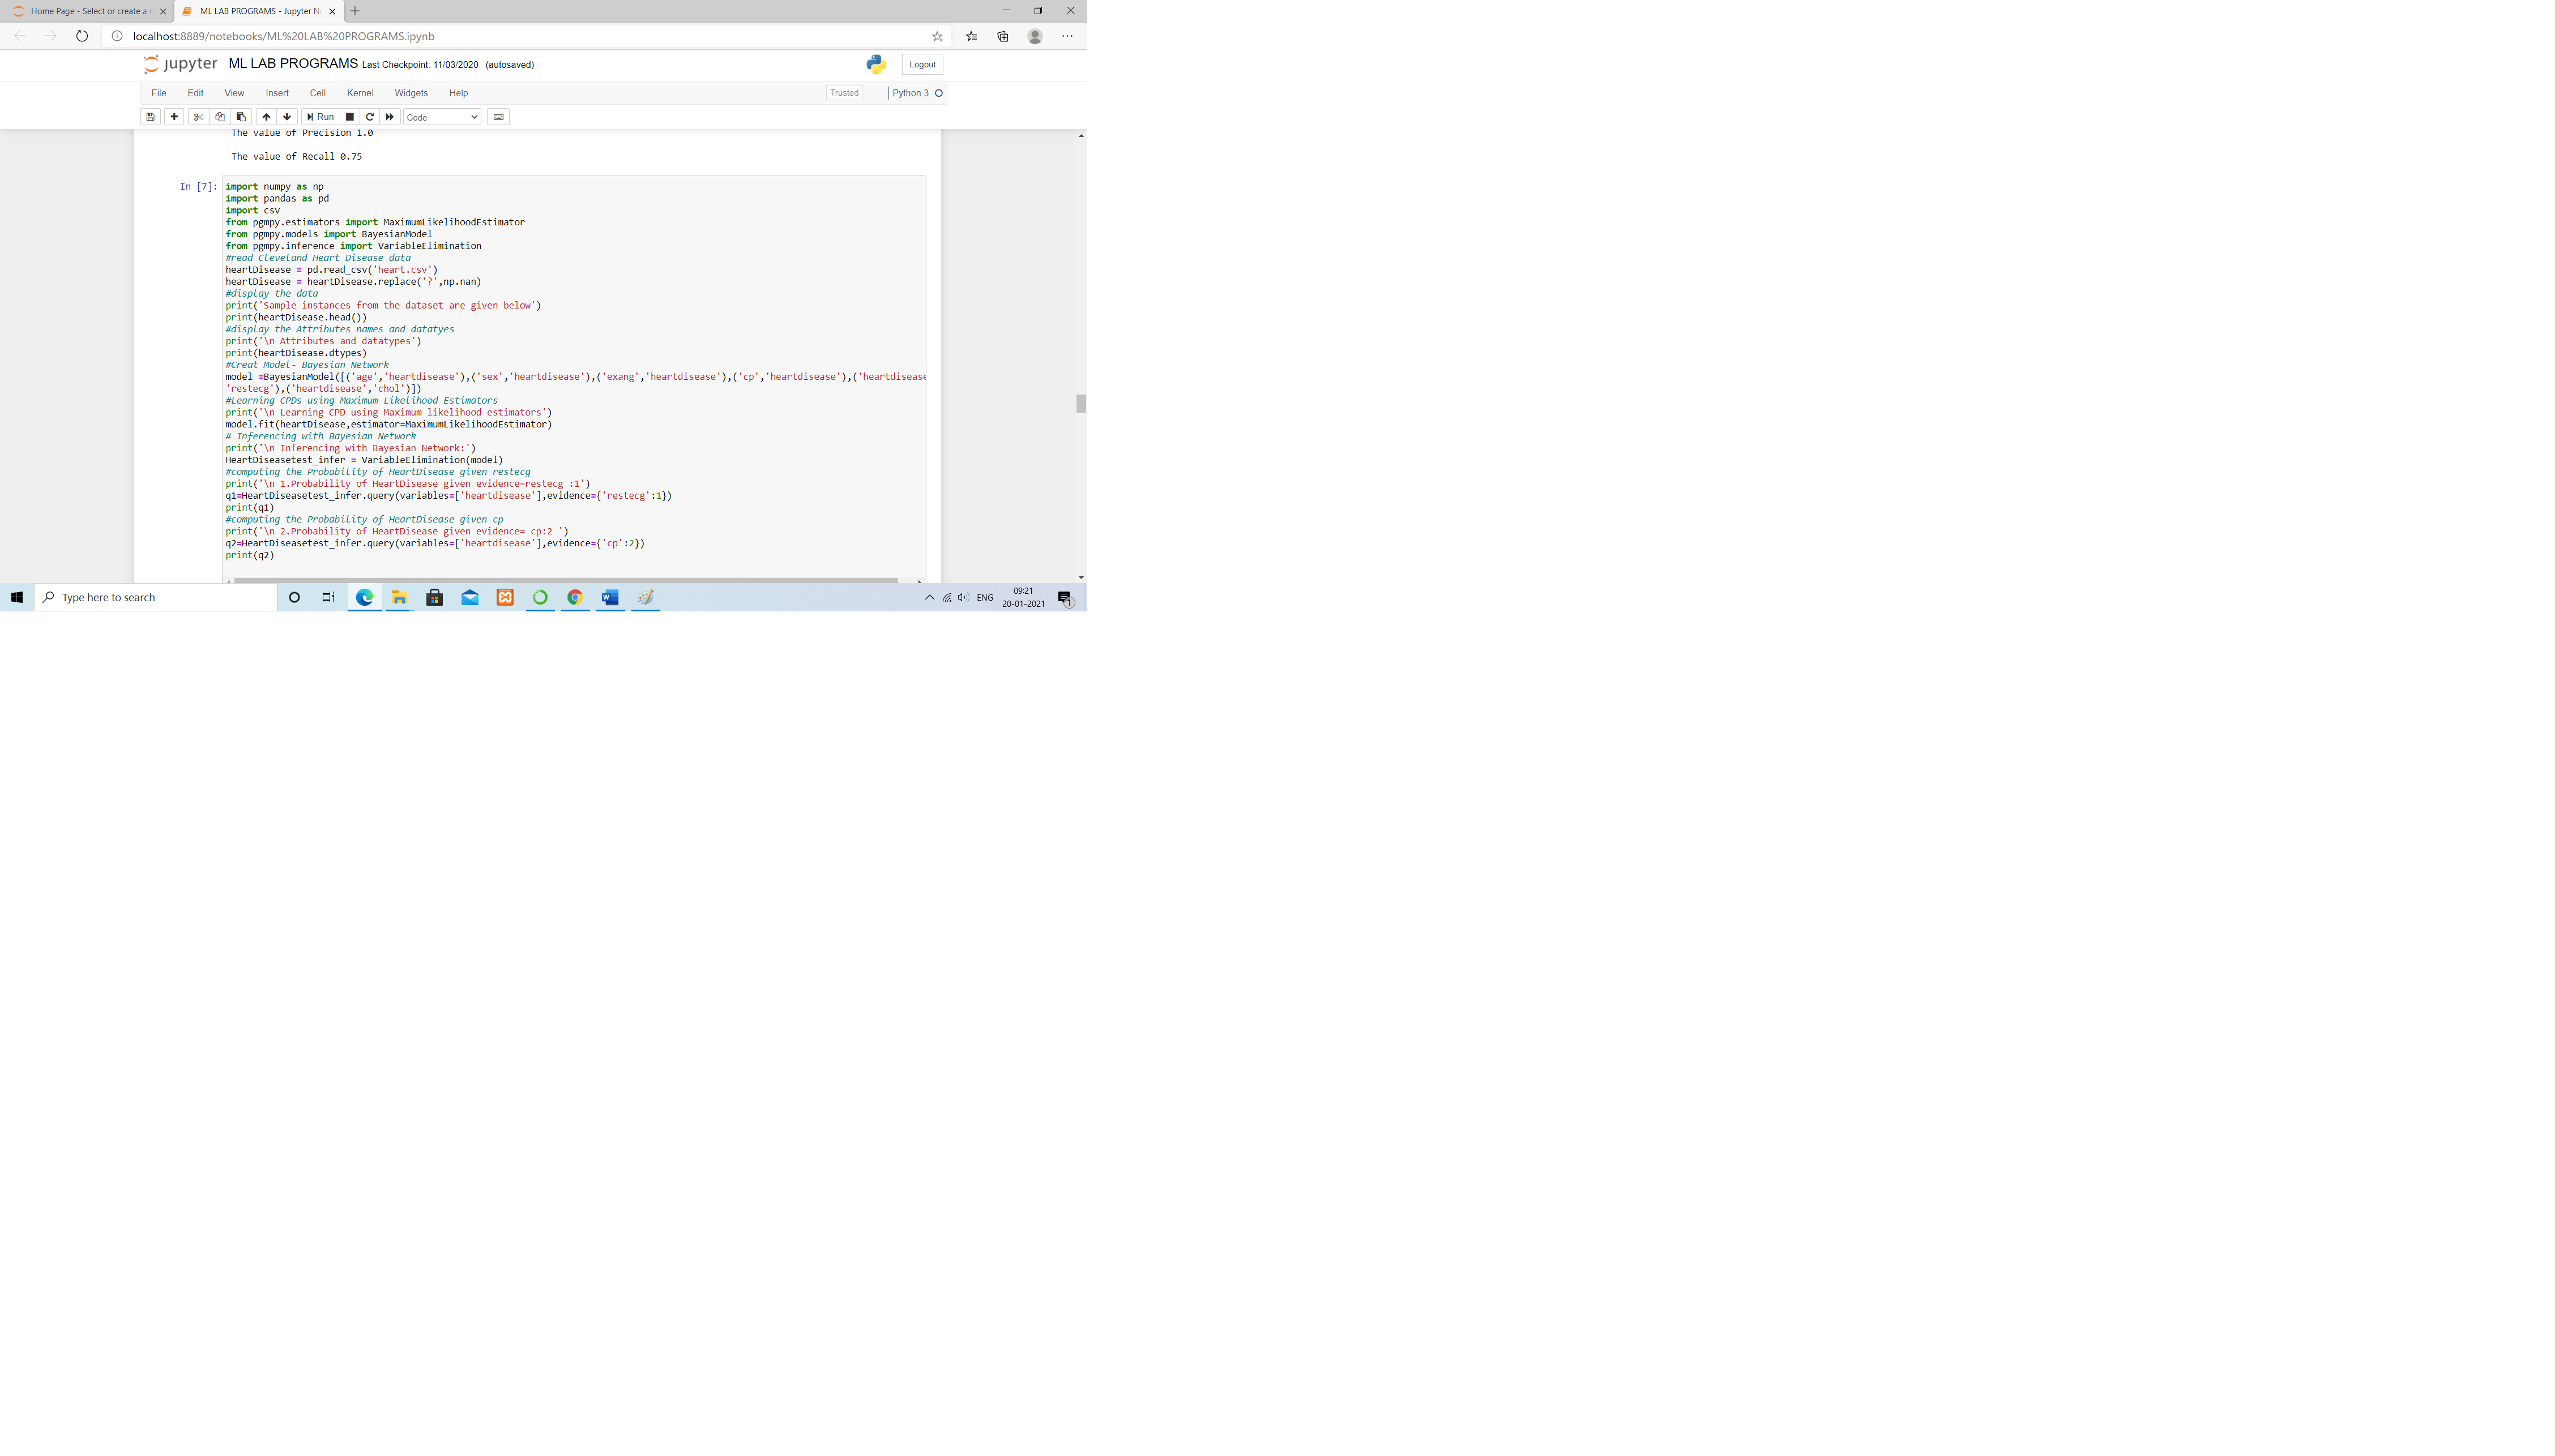 Home Page - Select or create a n
ML LAB PROGRAMS - Jupyter N
localhost:8889/notebooks/ML%20LAB%20PROGRAMS.ipynb
jupyter ML LAB PROGRAMS Last Checkpoint: 11/03/2020 (autosaved)
Logout
File Edit View Insert Cell Kernel Widgets Help
Trusted Python 3
Run Code
The value of Precision 1.0
The value of Recall 0.75
In [7]: import numpy as np
import pandas as pd
import csv
from pgmpy.estimators import MaximumLikelihoodEstimator
from pgmpy.models import BayesianModel
from pgmpy.inference import VariableElimination
#read Cleveland Heart Disease data
heartDisease = pd.read_csv('heart.csv')
heartDisease = heartDisease.replace('?',np.nan)
#display the data
print('Sample instances from the dataset are given below')
print(heartDisease.head())
#display the Attributes names and datatyes
print('\n Attributes and datatypes')
print(heartDisease.dtypes)
#Creat Model- Bayesian Network
model =BayesianModel([('age','heartdisease'),('sex','heartdisease'),('exang','heartdisease'),('cp','heartdisease'),('heartdisease
'restecg'),('heartdisease','chol')])
#Learning CPDs using Maximum Likelihood Estimators
print('\n Learning CPD using Maximum likelihood estimators')
model.fit(heartDisease,estimator=MaximumLikelihoodEstimator)
# Inferencing with Bayesian Network
print('\n Inferencing with Bayesian Network:')
HeartDiseasetest_infer = VariableElimination(model)
#computing the Probability of HeartDisease given restecg
print('\n 1.Probability of HeartDisease given evidence=restecg :1')
q1=HeartDiseasetest_infer.query(variables=['heartdisease'],evidence={'restecg':1})
print(q1)
#computing the Probability of HeartDisease given cp
print('\n 2.Probability of HeartDisease given evidence= cp:2 ')
q2=HeartDiseasetest_infer.query(variables=['heartdisease'],evidence={'cp':2})
print(q2)
Type here to search
ENG
09:21
20-01-2021
1